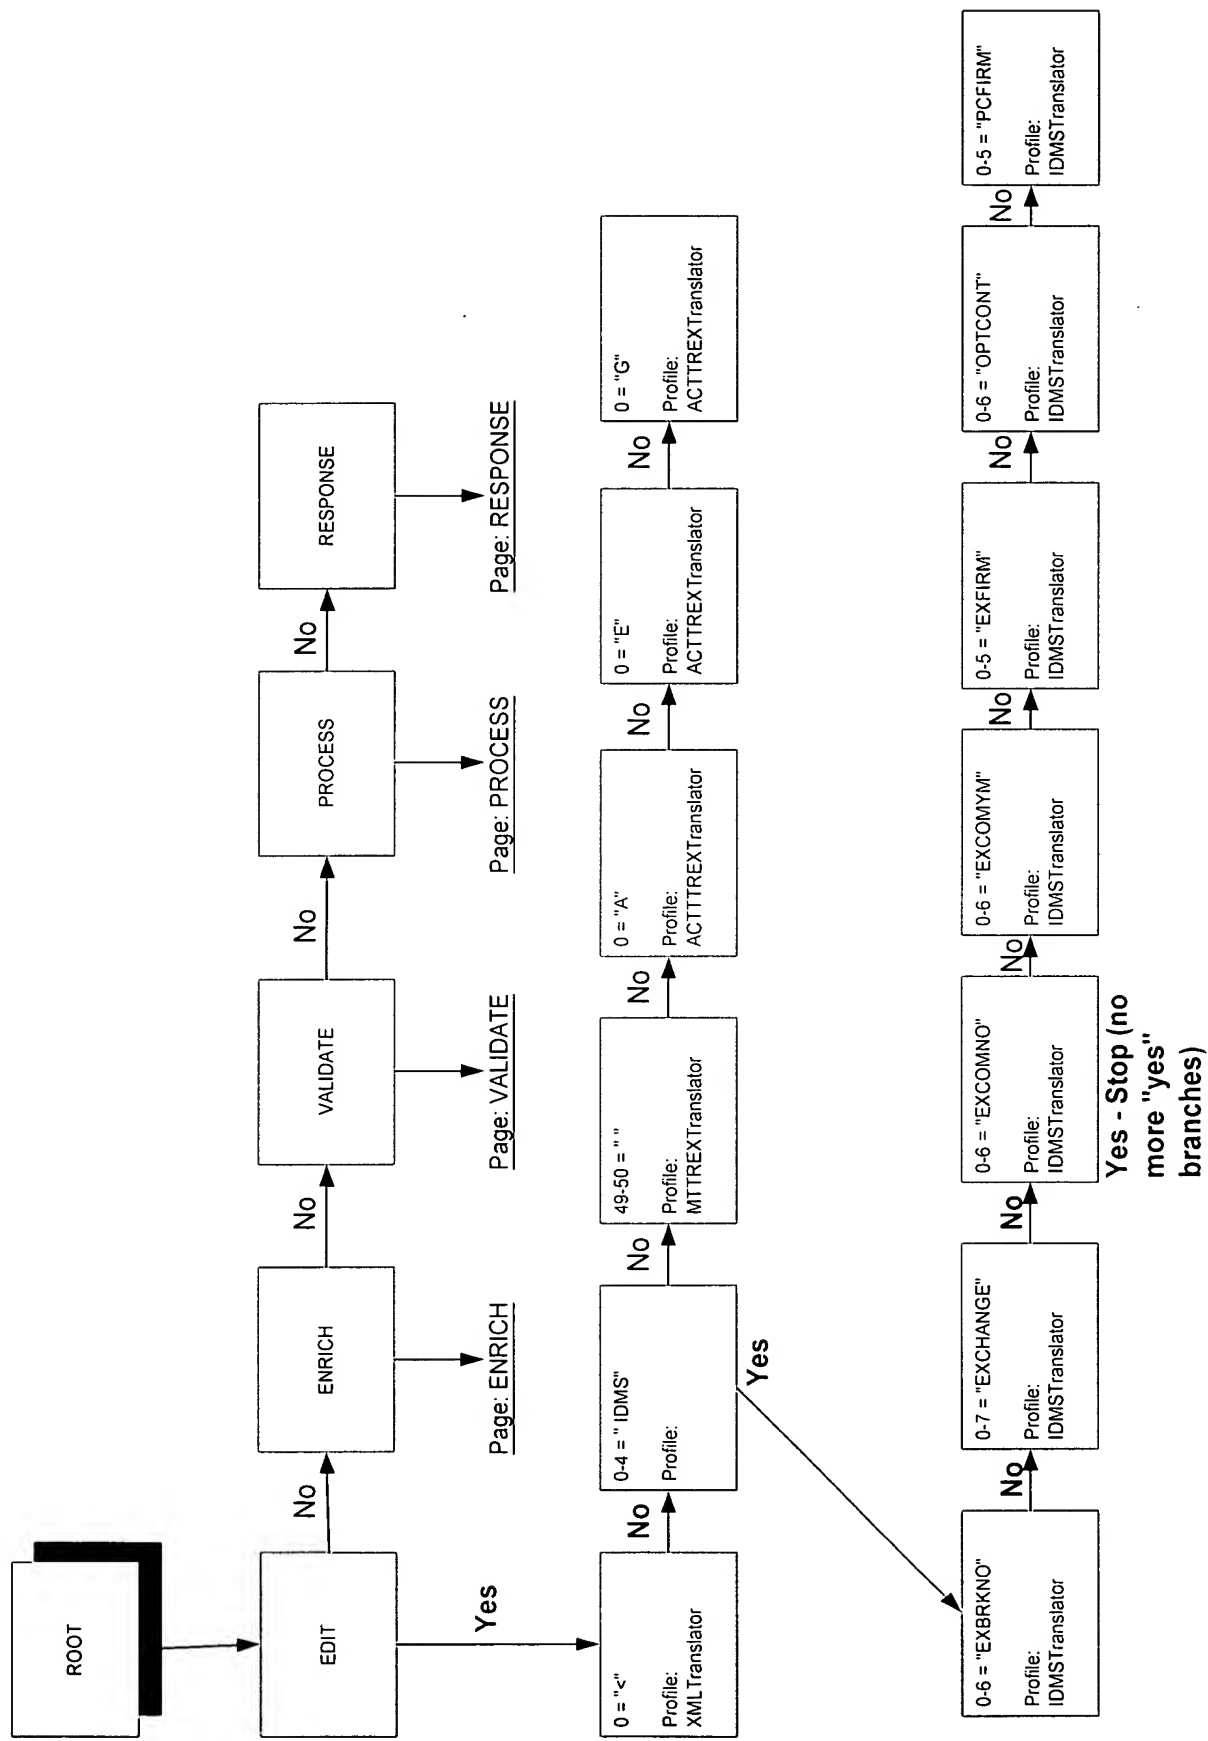 ROOT
EDIT
No
ENRICH
No
VALIDATE
No
PROCESS
No
RESPONSE
Yes
Page: ENRICH
Page: VALIDATE
Page: PROCESS
Page: RESPONSE
0 = "<"
Profile:
XMLTranslator
No
0-4 = " IDMS"
Profile:
No
49-50 = " "
Profile:
MTTREXTranslator
No
0 = "A"
Profile:
ACTTTREXTranslator
No
0 = "E"
Profile:
ACTTREXTranslator
No
0 = "G"
Profile:
ACTTREXTranslator
Yes
0-6 = "EXBRKNO"
Profile:
IDMSTranslator
No
0-7 = "EXCHANGE"
Profile:
IDMSTranslator
No
0-6 = "EXCOMNO"
Profile:
IDMSTranslator
No
0-6 = "EXCOMYM"
Profile:
IDMSTranslator
No
0-5 = "EXFIRM"
Profile:
IDMSTranslator
No
0-6 = "OPTCONT"
Profile:
IDMSTranslator
No
0-5 = "PCFIRM"
Profile:
IDMSTranslator
Yes - Stop (no
more "yes"
branches)